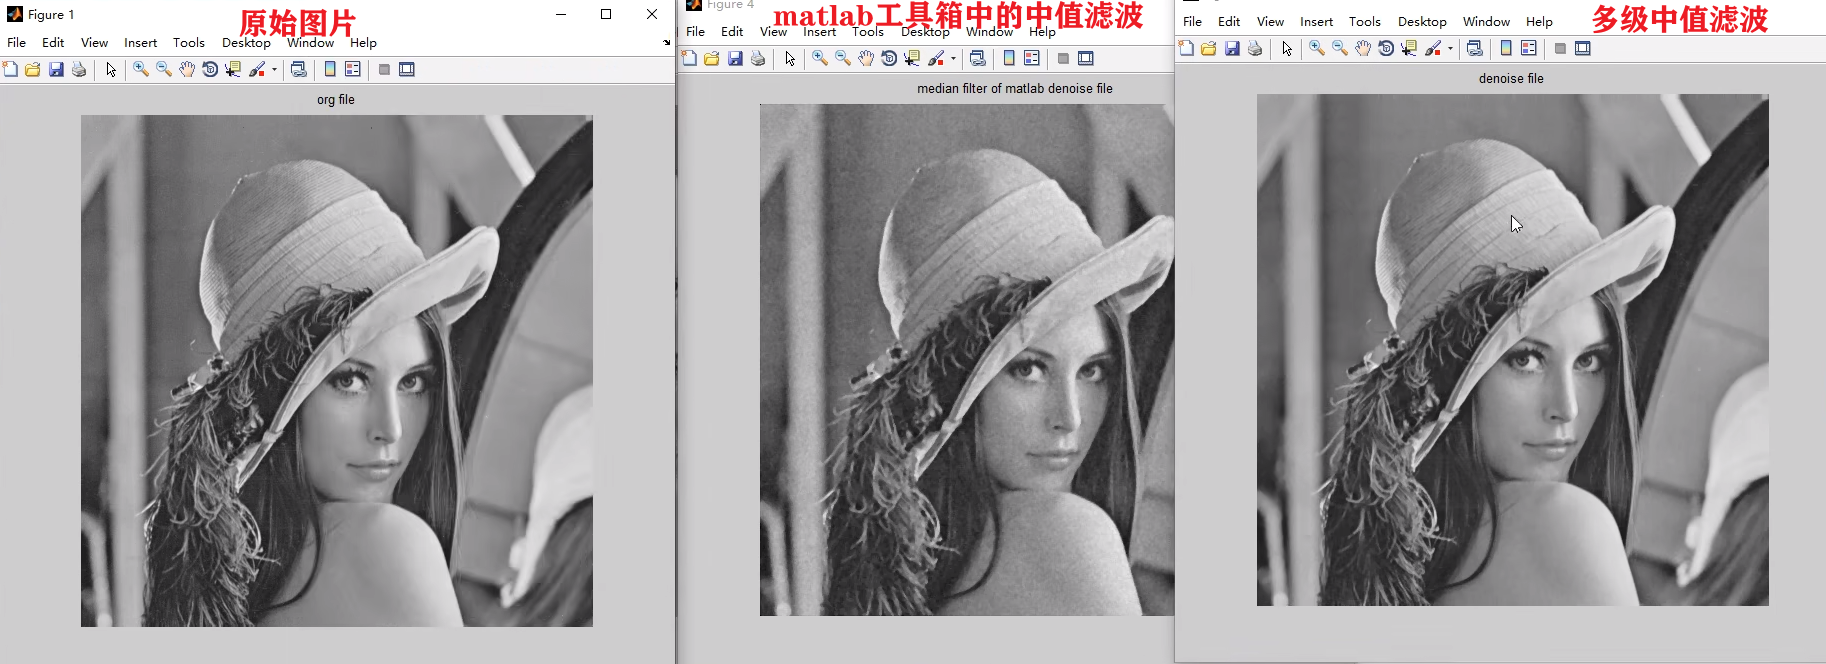 Figure 1
原始图片
File Edit View Insert Tools Desktop Window Help
org file
Figure 4
matlab工具箱中的中值滤波
File Edit View Insert Tools Desktop Window Help
median filter of matlab denoise file
多级中值滤波
File Edit View Insert Tools Desktop Window Help
denoise file